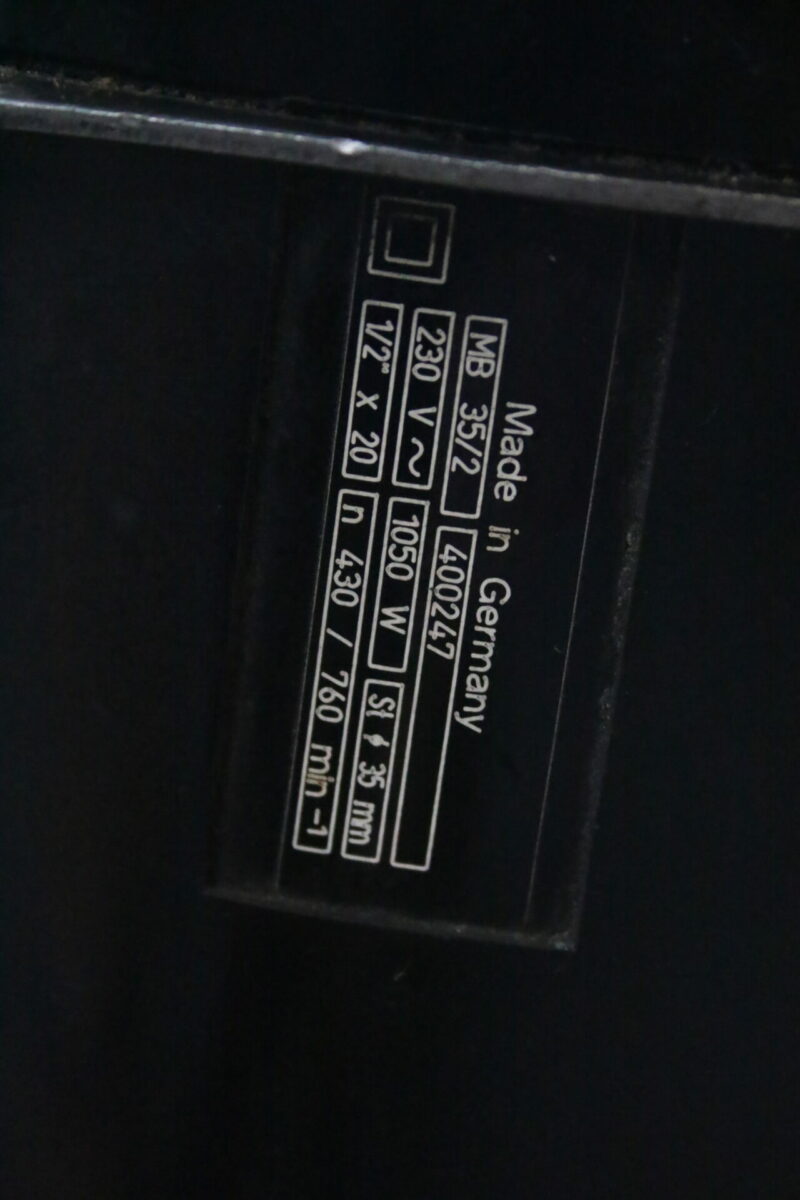 Made in Germany
MB 35/2 400247
230 V ~ 1050 W St ϕ 35 mm
1/2" x 20 n 430 / 760 min -1